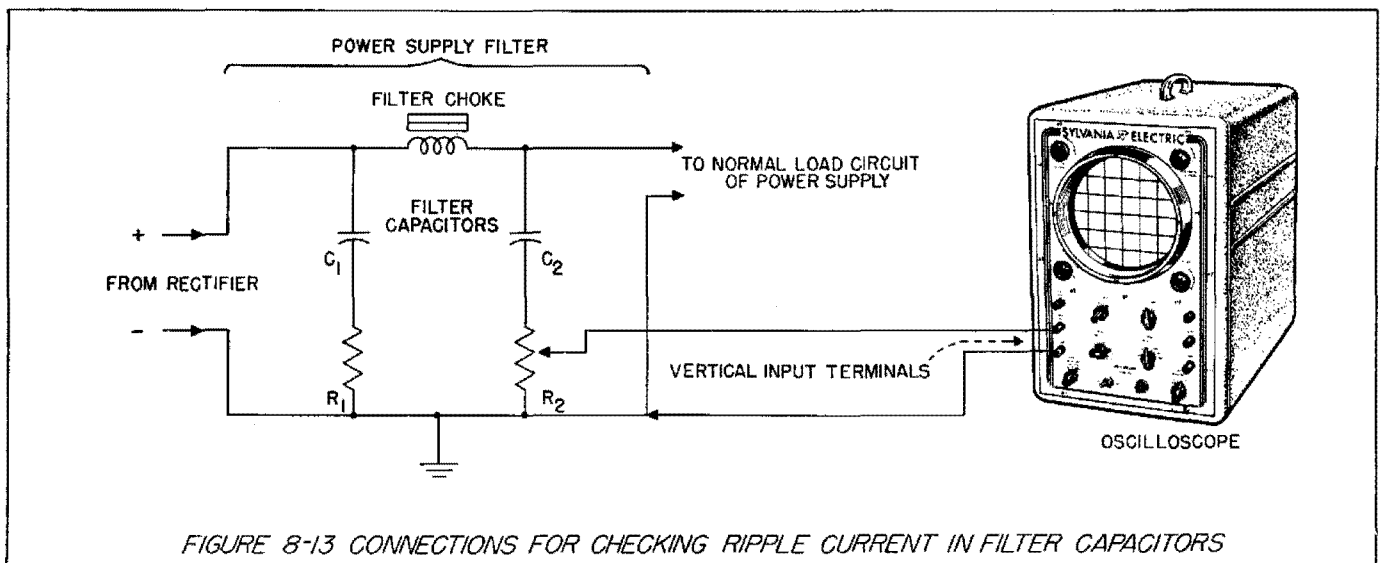 POWER SUPPLY FILTER
FILTER CHOKE
SYLVANIA ELECTRIC
TO NORMAL LOAD CIRCUIT
OF POWER SUPPLY
FILTER
CAPACITORS
+
C1
C2
FROM RECTIFIER
-
R1
R2
VERTICAL INPUT TERMINALS
OSCILLOSCOPE
FIGURE 8-13 CONNECTIONS FOR CHECKING RIPPLE CURRENT IN FILTER CAPACITORS